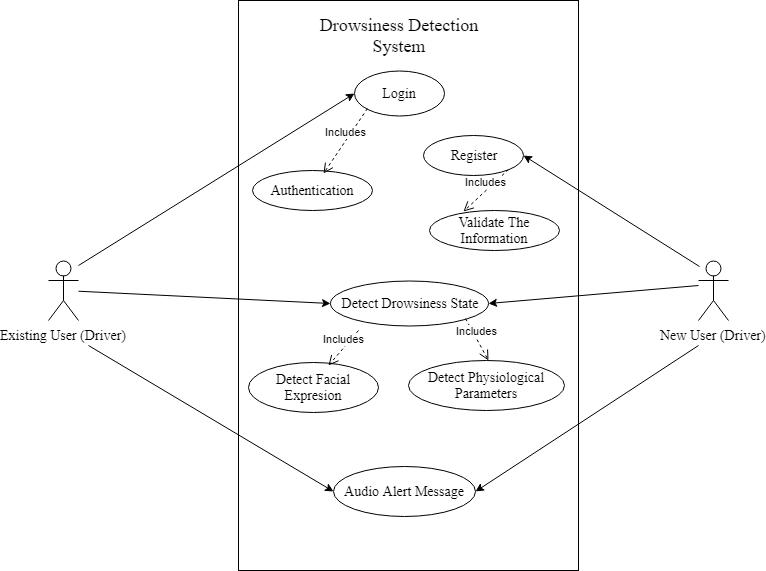 Drowsiness Detection
System
Login
Includes
Register
Authentication
Includes
Validate The
Information
Detect Drowsiness State
Existing User (Driver)
New User (Driver)
Includes
Includes
Detect Facial
Expresion
Detect Physiological
Parameters
Audio Alert Message